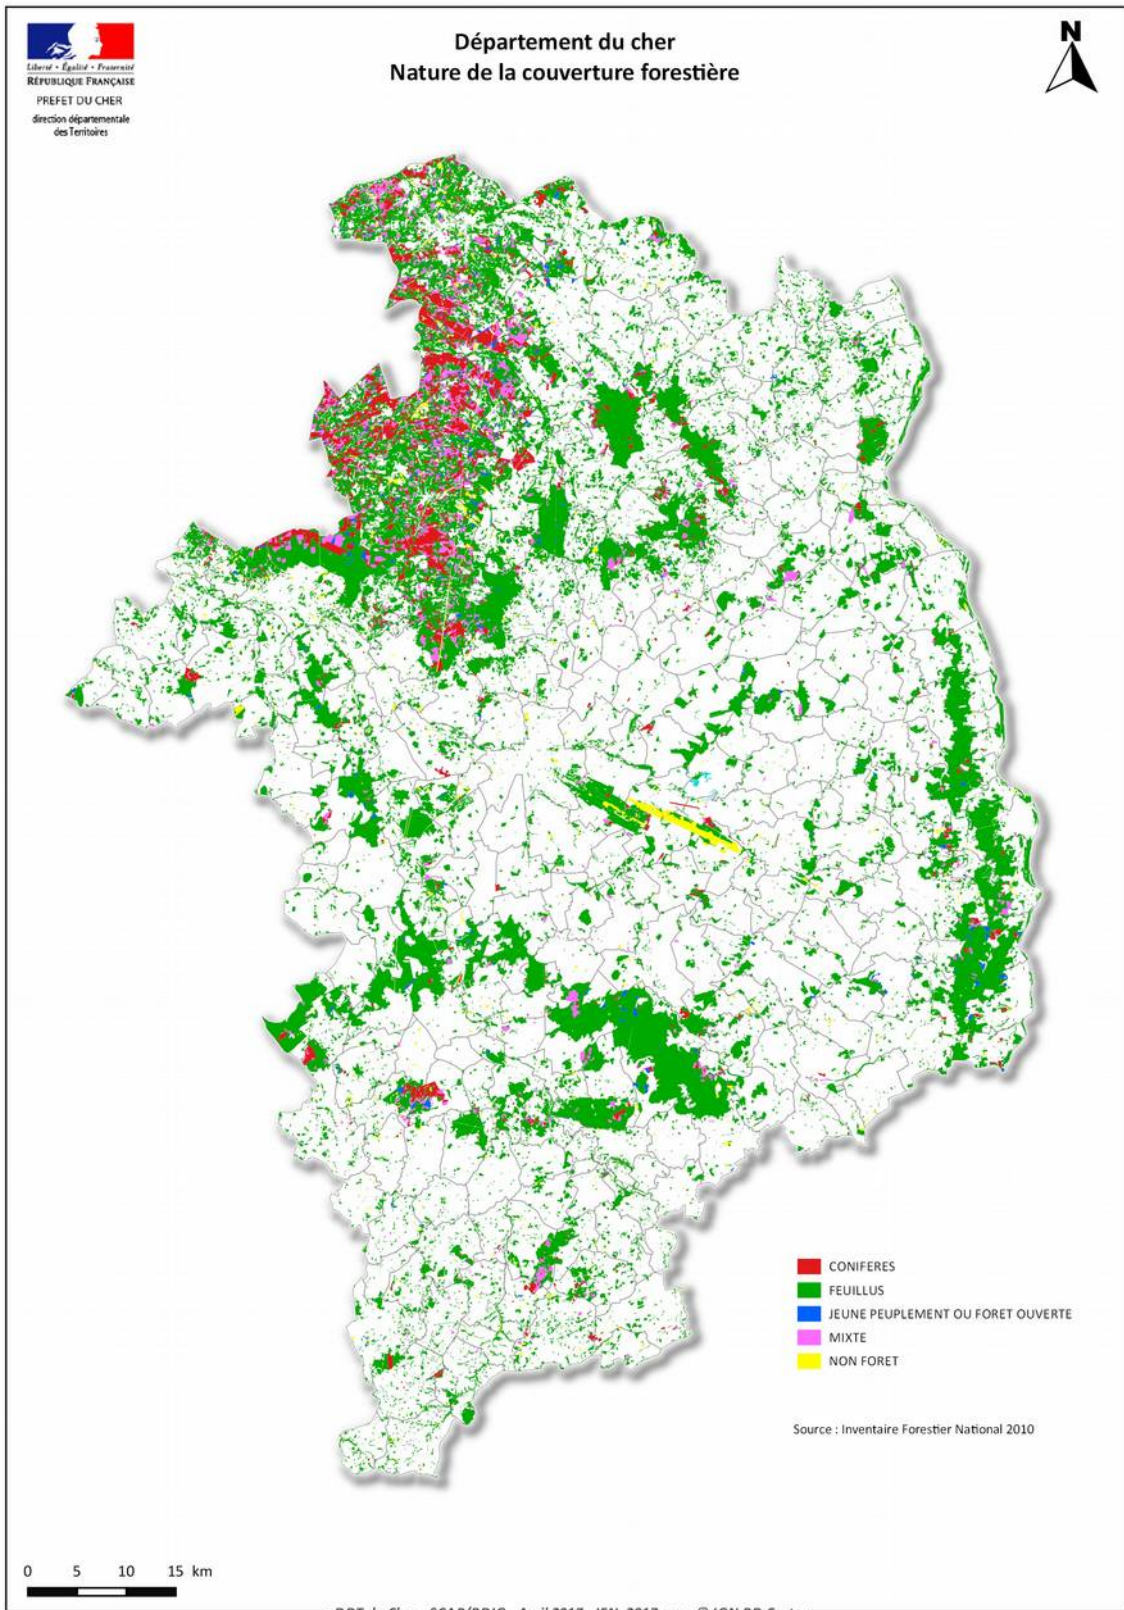 Liberté • Égalité • Fraternité
RÉPUBLIQUE FRANÇAISE
PREFET DU CHER
direction départementale
des Territoires
Département du cher
Nature de la couverture forestière
N
CONIFERES
FEUILLUS
JEUNE PEUPLEMENT OU FORET OUVERTE
MIXTE
NON FORET
Source : Inventaire Forestier National 2010
0 5 10 15 km